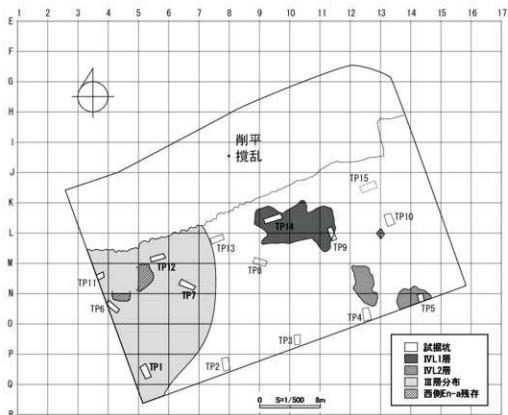 1 2 3 4 5 6 7 8 9 10 11 12 13 14 15 16 17
E
F
G
H
I
J
K
L
M
N
O
P
Q
R
削平
撹乱
TP15
TP10
TP14
TP9
TP13
TP8
TP12
TP11
TP7
TP6
TP5
TP4
TP3
TP2
TP1
試掘坑
ⅣL1層
ⅣL2層
Ⅲ層分布
西側En-a残存
0 S=1/500 8m